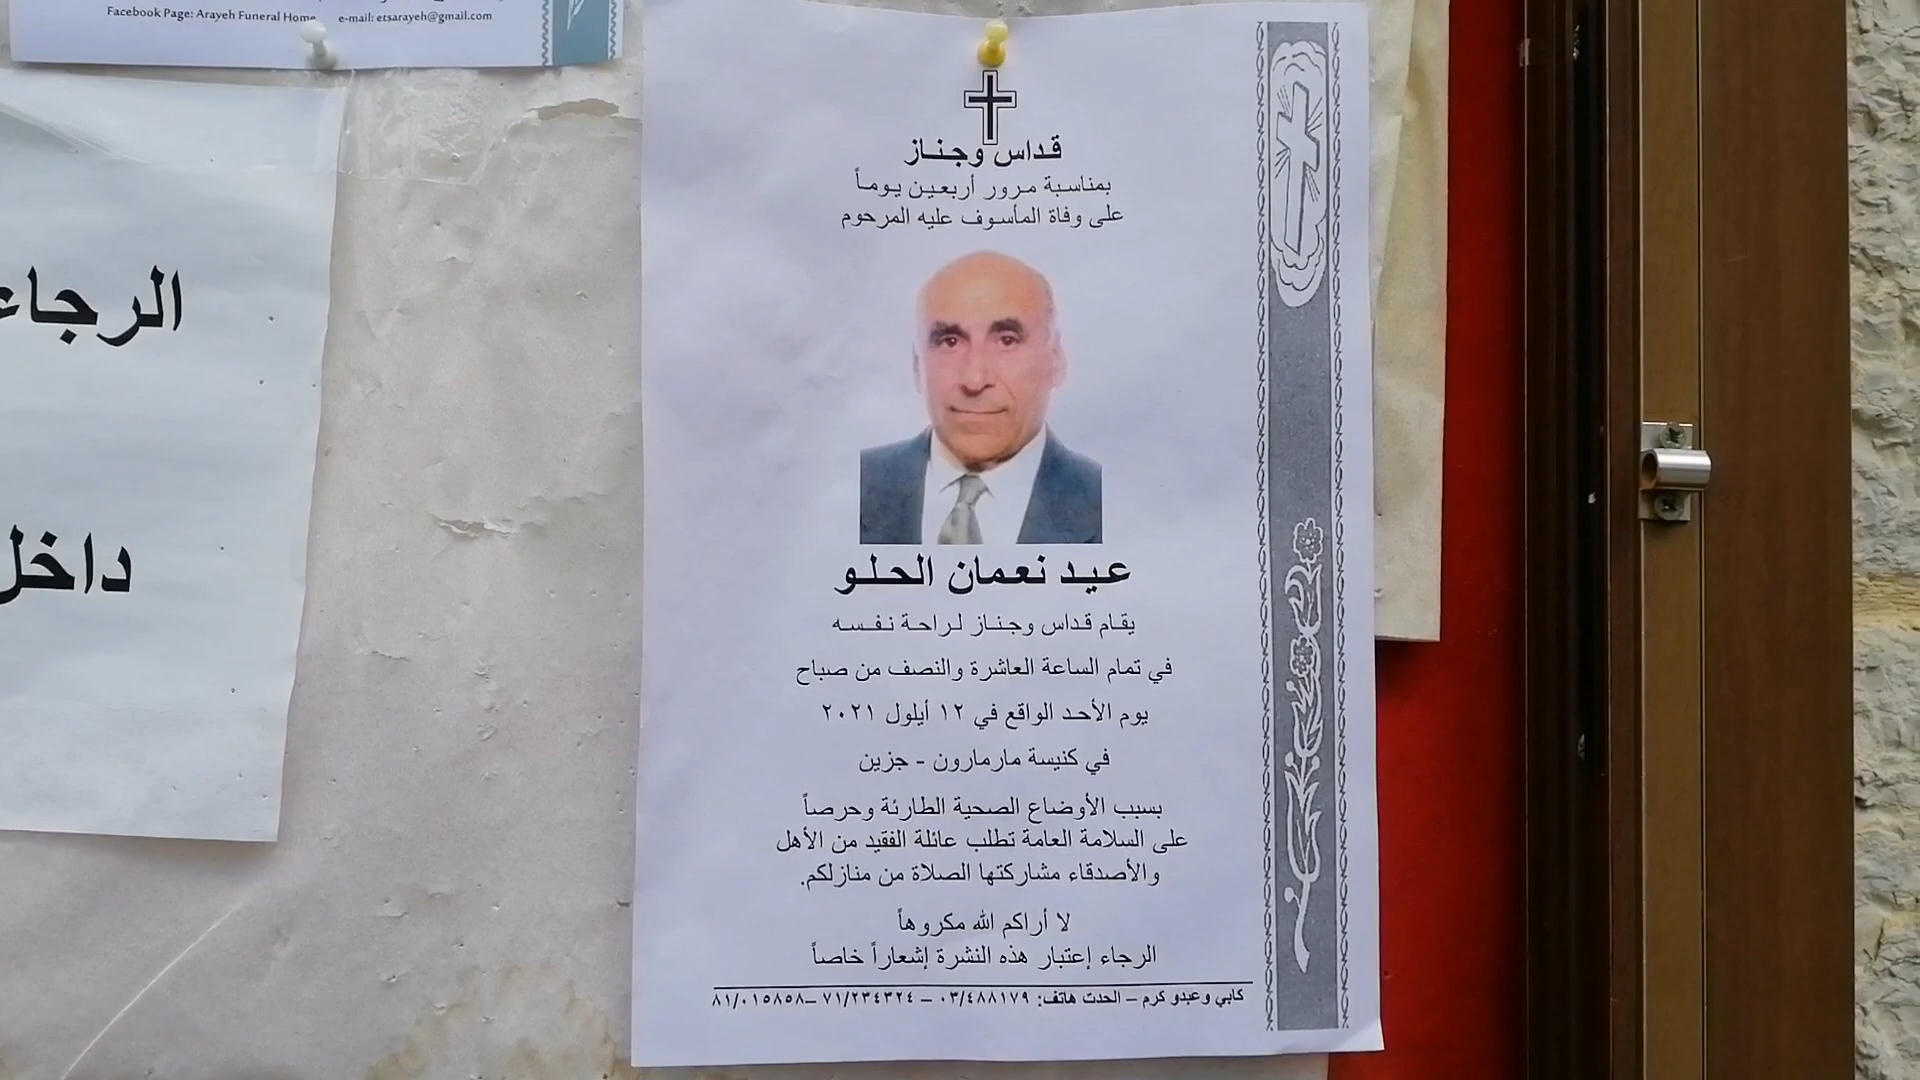 Facebook Page: Arayeh Funeral Home e-mail: etsarayeh@gmail.com
الرجاء
داخل
قداس وجناز
بمناسبة مرور أربعين يوماً
على وفاة المأسوف عليه المرحوم
عيد نعمان الحلو
يقام قداس وجناز لراحة نفسه
في تمام الساعة العاشرة والنصف من صباح
يوم الأحد الواقع في ١٢ أيلول ٢٠٢١
في كنيسة مارمارون - جزين
بسبب الأوضاع الصحية الطارئة وحرصاً
على السلامة العامة تطلب عائلة الفقيد من الأهل
والأصدقاء مشاركتها الصلاة من منازلكم.
لا أراكم الله مكروهاً
الرجاء إعتبار هذه النشرة إشعاراً خاصاً
كابي وعبدو كرم – الحدت هاتف: ٠٣/٤٨٨١٧٩ – ٧١/٢٣٤٣٢٤ –٨١/٠١٥٨٥٨